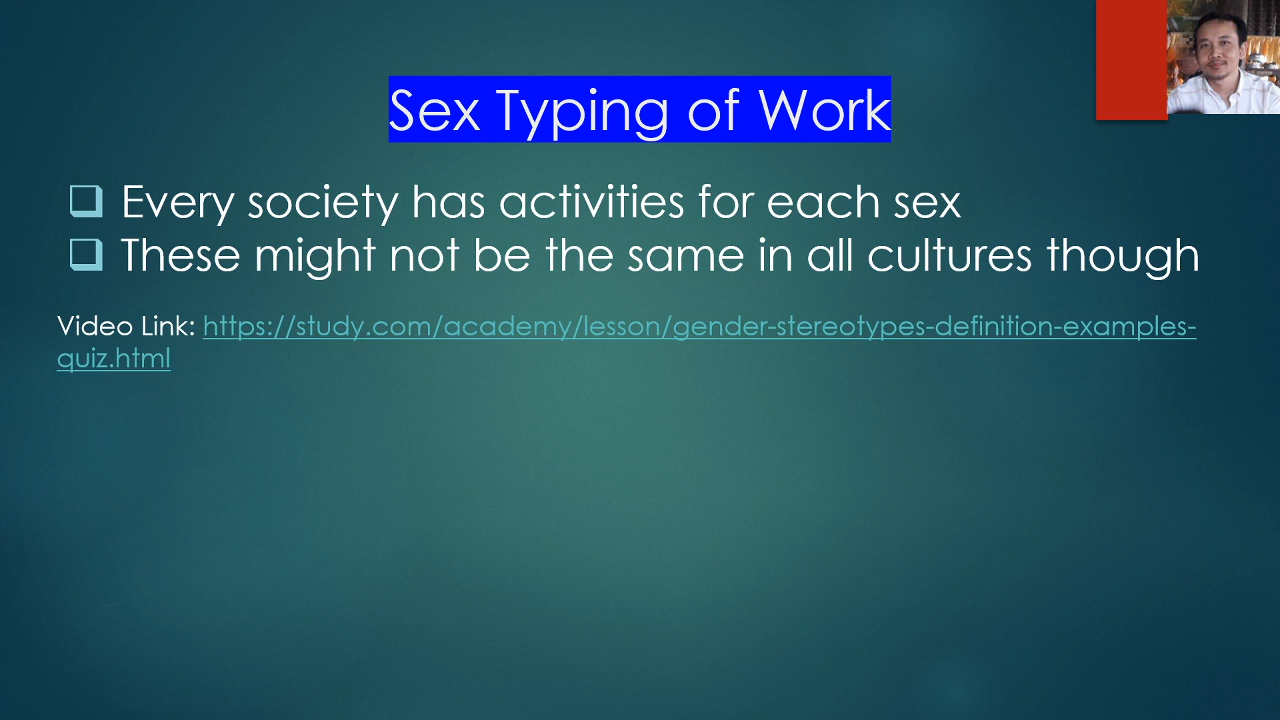 Sex Typing of Work
Every society has activities for each sex
These might not be the same in all cultures though
Video Link: https://study.com/academy/lesson/gender-stereotypes-definition-examples-
quiz.html